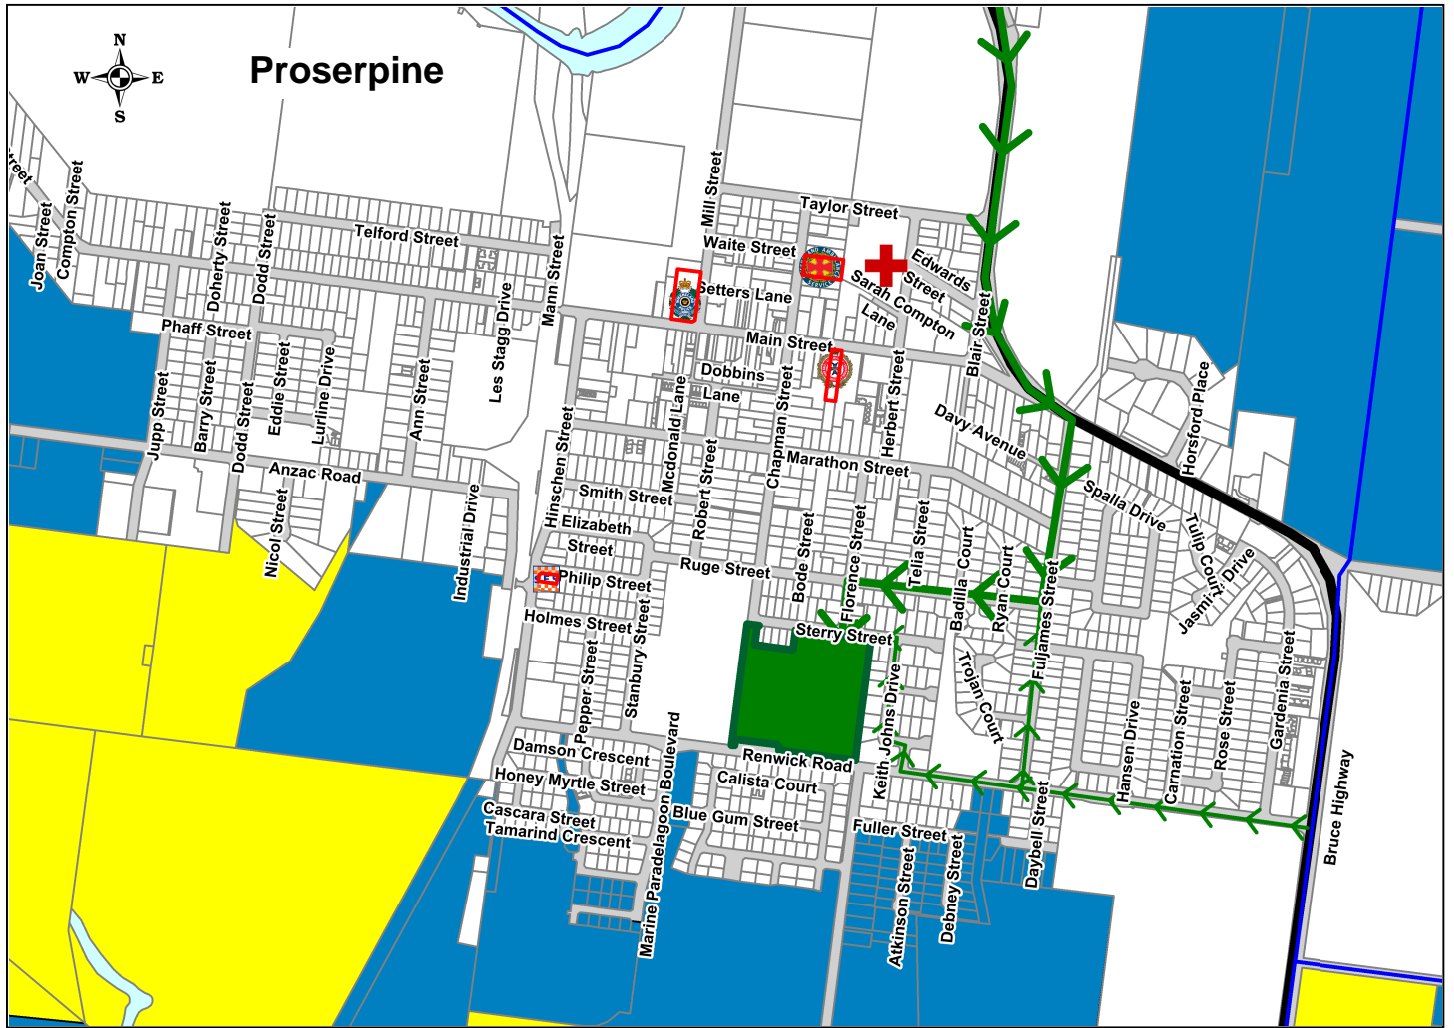 N
W E
S
Proserpine
Joan Street
Compton Street
Telford Street
Doherty Street
Dodd Street
Mann Street
Mill Street
Taylor Street
Waite Street
Setters Lane
Edwards
Street
Sarah Compton
Lane
Les Stagg Drive
Phaff Street
Main Street
Blair Street
Dobbins
Lane
Jupp Street
Barry Street
Dodd Street
Eddie Street
Lurline Drive
Ann Street
Hinschen Street
Mcdonald Lane
Robert Street
Chapman Street
Herbert Street
Davy Avenue
Horsford Place
Anzac Road
Marathon Street
Smith Street
Nicol Street
Industrial Drive
Elizabeth
Street
Spalla Drive
Tulip Court
Bode Street
Florence Street
Telia Street
Badilla Court
Ryan Court
Fuljames Street
Philip Street
Ruge Street
Holmes Street
Sterry Street
Pepper Street
Stanbury Street
Keith Johns Drive
Trojan Court
Hansen Drive
Carnation Street
Rose Street
Gardenia Street
Damson Crescent
Renwick Road
Honey Myrtle Street
Calista Court
Cascara Street
Tamarind Crescent
Marine Paradelagoon Boulevard
Blue Gum Street
Fuller Street
Atkinson Street
Debney Street
Daybell Street
Bruce Highway